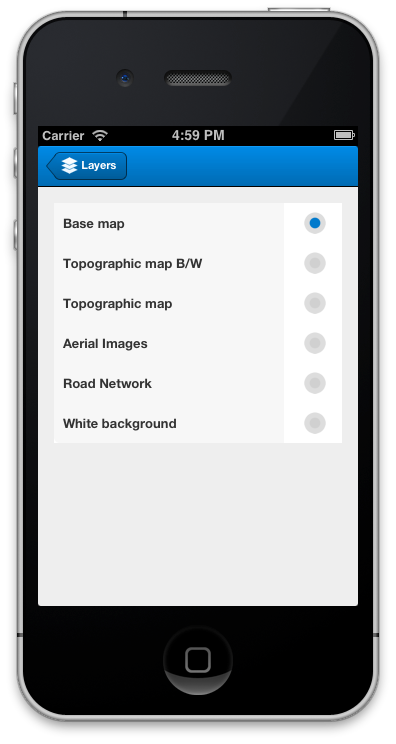 Carrier 4:59 PM
Layers
Base map
Topographic map B/W
Topographic map
Aerial Images
Road Network
White background